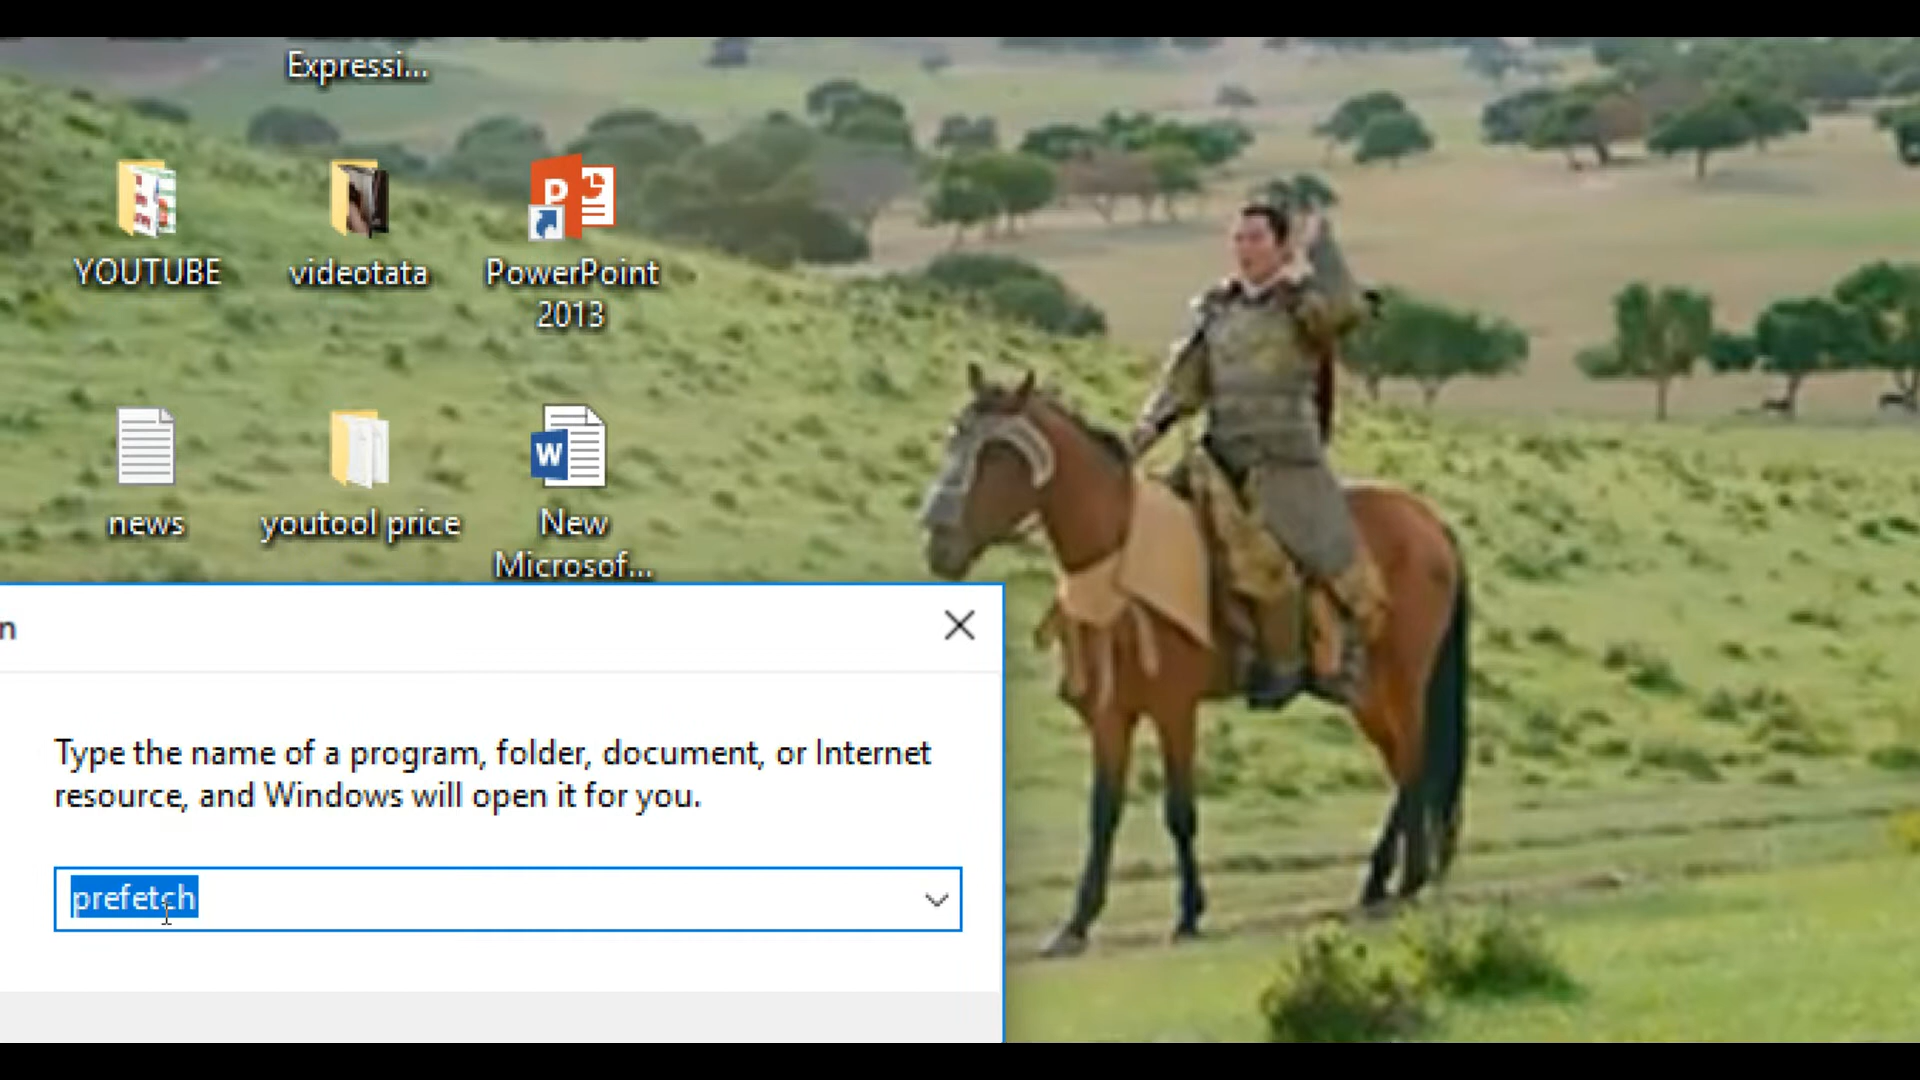 Expressi...
YOUTUBE
videotata
PowerPoint
2013
news
youtool price
New
Microsof...
n
Type the name of a program, folder, document, or Internet
resource, and Windows will open it for you.
prefetch